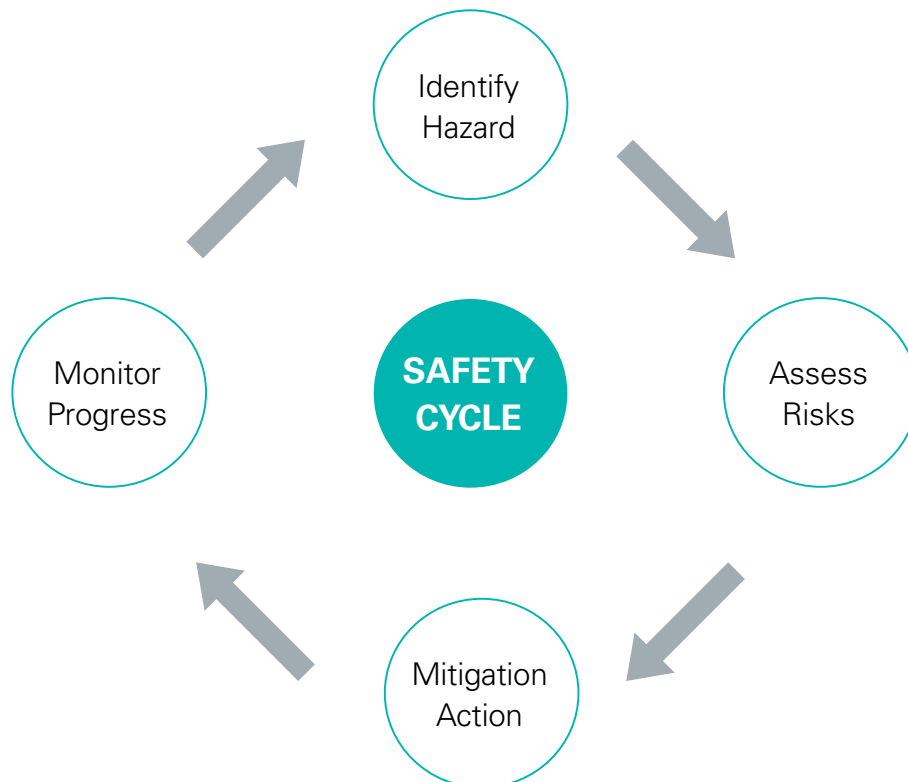 Identify
Hazard
Assess
Risks
Mitigation
Action
Monitor
Progress
SAFETY
CYCLE